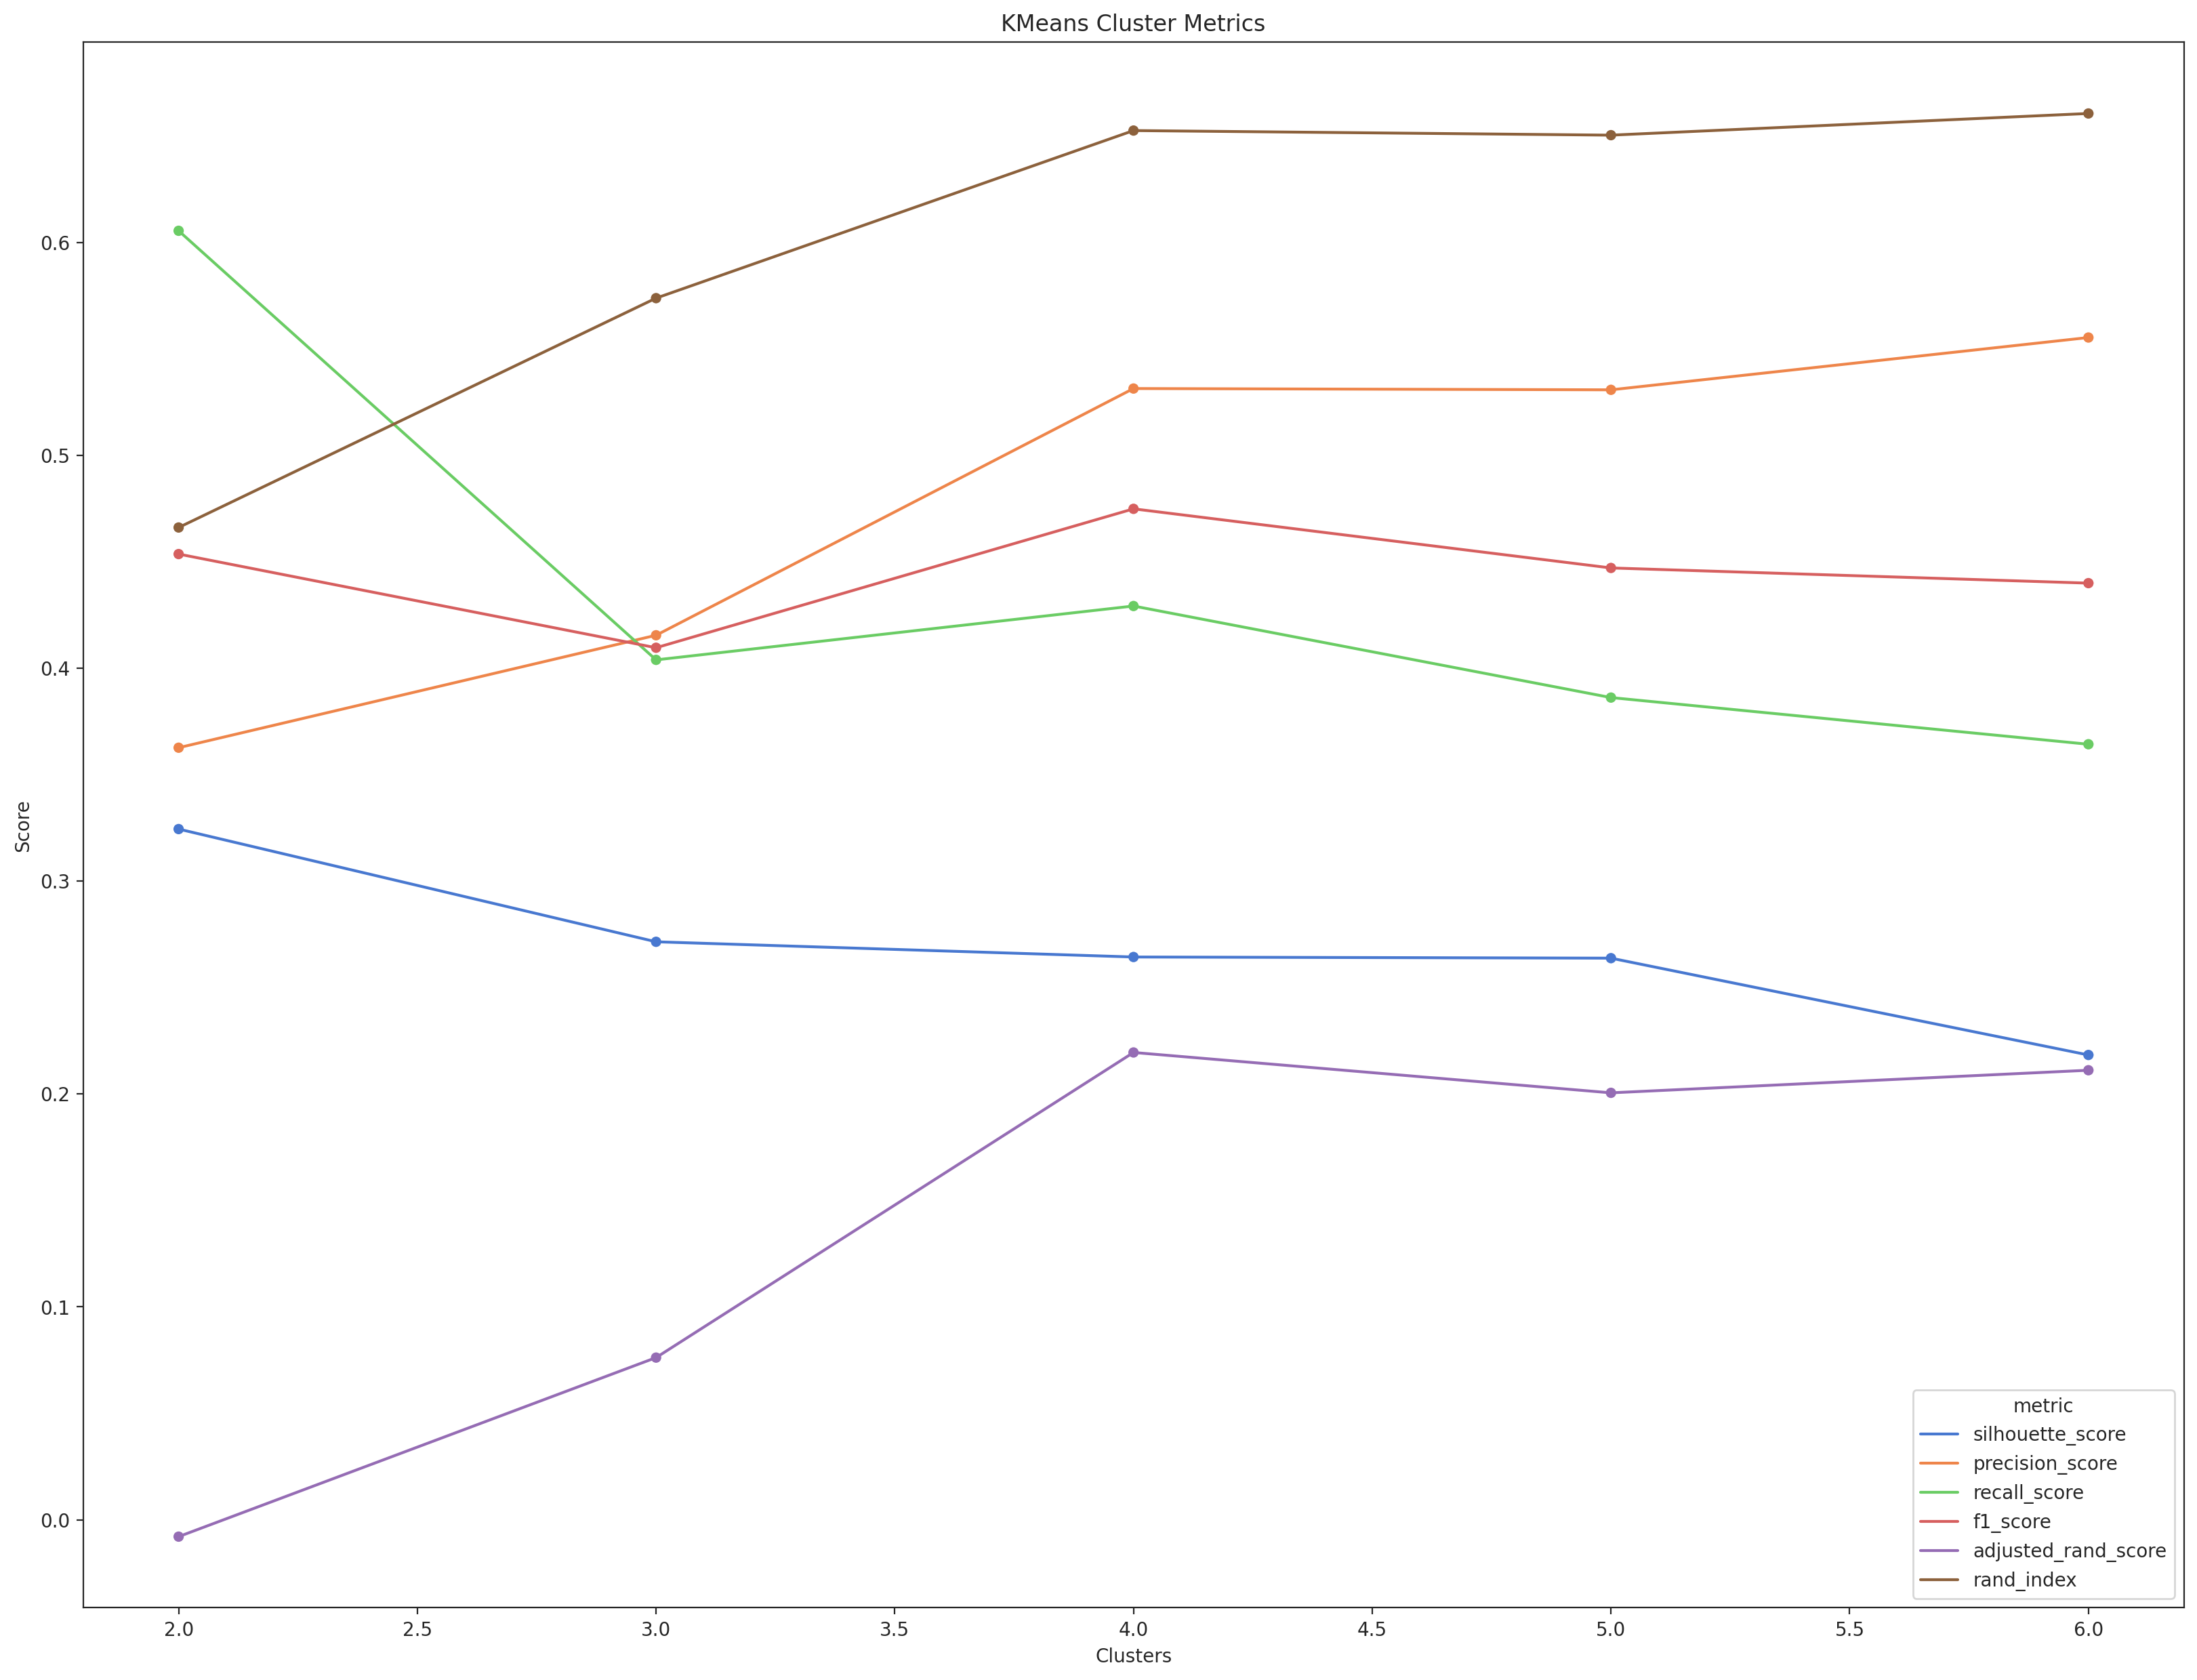 KMeans Cluster Metrics
Score
0.6
0.5
0.4
0.3
0.2
0.1
0.0
2.0 2.5 3.0 3.5 4.0 4.5 5.0 5.5 6.0
Clusters
metric
silhouette_score
precision_score
recall_score
f1_score
adjusted_rand_score
rand_index